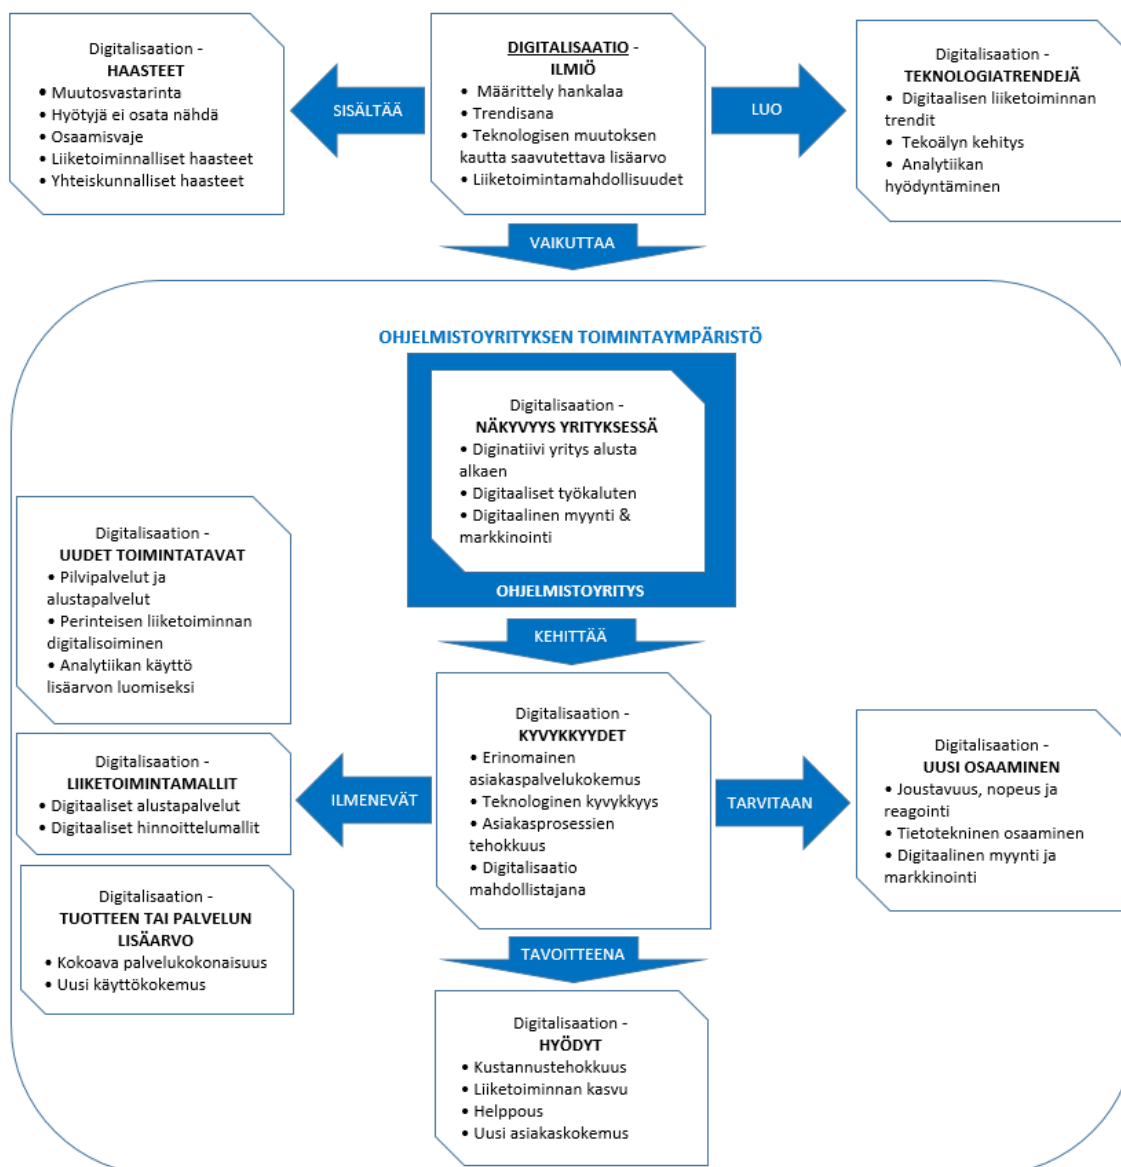 Digitalisaation -
HAASTEET
• Muutosvastarinta
• Hyötyjä ei osata nähdä
• Osaamisvaje
• Liiketoiminnalliset haasteet
• Yhteiskunnalliset haasteet
SISÄLTÄÄ
DIGITALISAATIO -
ILMIÖ
• Määrittely hankalaa
• Trendisana
• Teknologisen muutoksen
kautta saavutettava lisäarvo
• Liiketoimintamahdollisuudet
LUO
Digitalisaation -
TEKNOLOGIATRENDEJÄ
• Digitaalisen liiketoiminnan
trendit
• Tekoälyn kehitys
• Analytiikan
hyödyntäminen
VAIKUTTAA
OHJELMISTOYRITYKSEN TOIMINTAYMPÄRISTÖ
Digitalisaation -
NÄKYVYYS YRITYKSESSÄ
• Diginatiivi yritys alusta
alkaen
• Digitaaliset työkaluten
• Digitaalinen myynti &
markkinointi
OHJELMISTOYRITYS
KEHITTÄÄ
Digitalisaation -
UUDET TOIMINTATAVAT
• Pilvipalvelut ja
alustapalvelut
• Perinteisen liiketoiminnan
digitalisoiminen
• Analytiikan käyttö
lisäarvon luomiseksi
Digitalisaation -
LIIKETOIMINTAMALLIT
• Digitaaliset alustapalvelut
• Digitaaliset hinnoittelumallit
Digitalisaation -
TUOTTEEN TAI PALVELUN
LISÄARVO
• Kokoava palvelukokonaisuus
• Uusi käyttökokemus
ILMENEVÄT
Digitalisaation -
KYVYKKYYDET
• Erinomainen
asiakaspalvelukokemus
• Teknologinen kyvykkyys
• Asiakasprosessien
tehokkuus
• Digitalisaatio
mahdollistajana
TARVITAAN
Digitalisaation -
UUSI OSAAMINEN
• Joustavuus, nopeus ja
reagointi
• Tietotekninen osaaminen
• Digitaalinen myynti ja
markkinointi
TAVOITTEENA
Digitalisaation -
HYÖDYT
• Kustannustehokkuus
• Liiketoiminnan kasvu
• Helppous
• Uusi asiakaskokemus